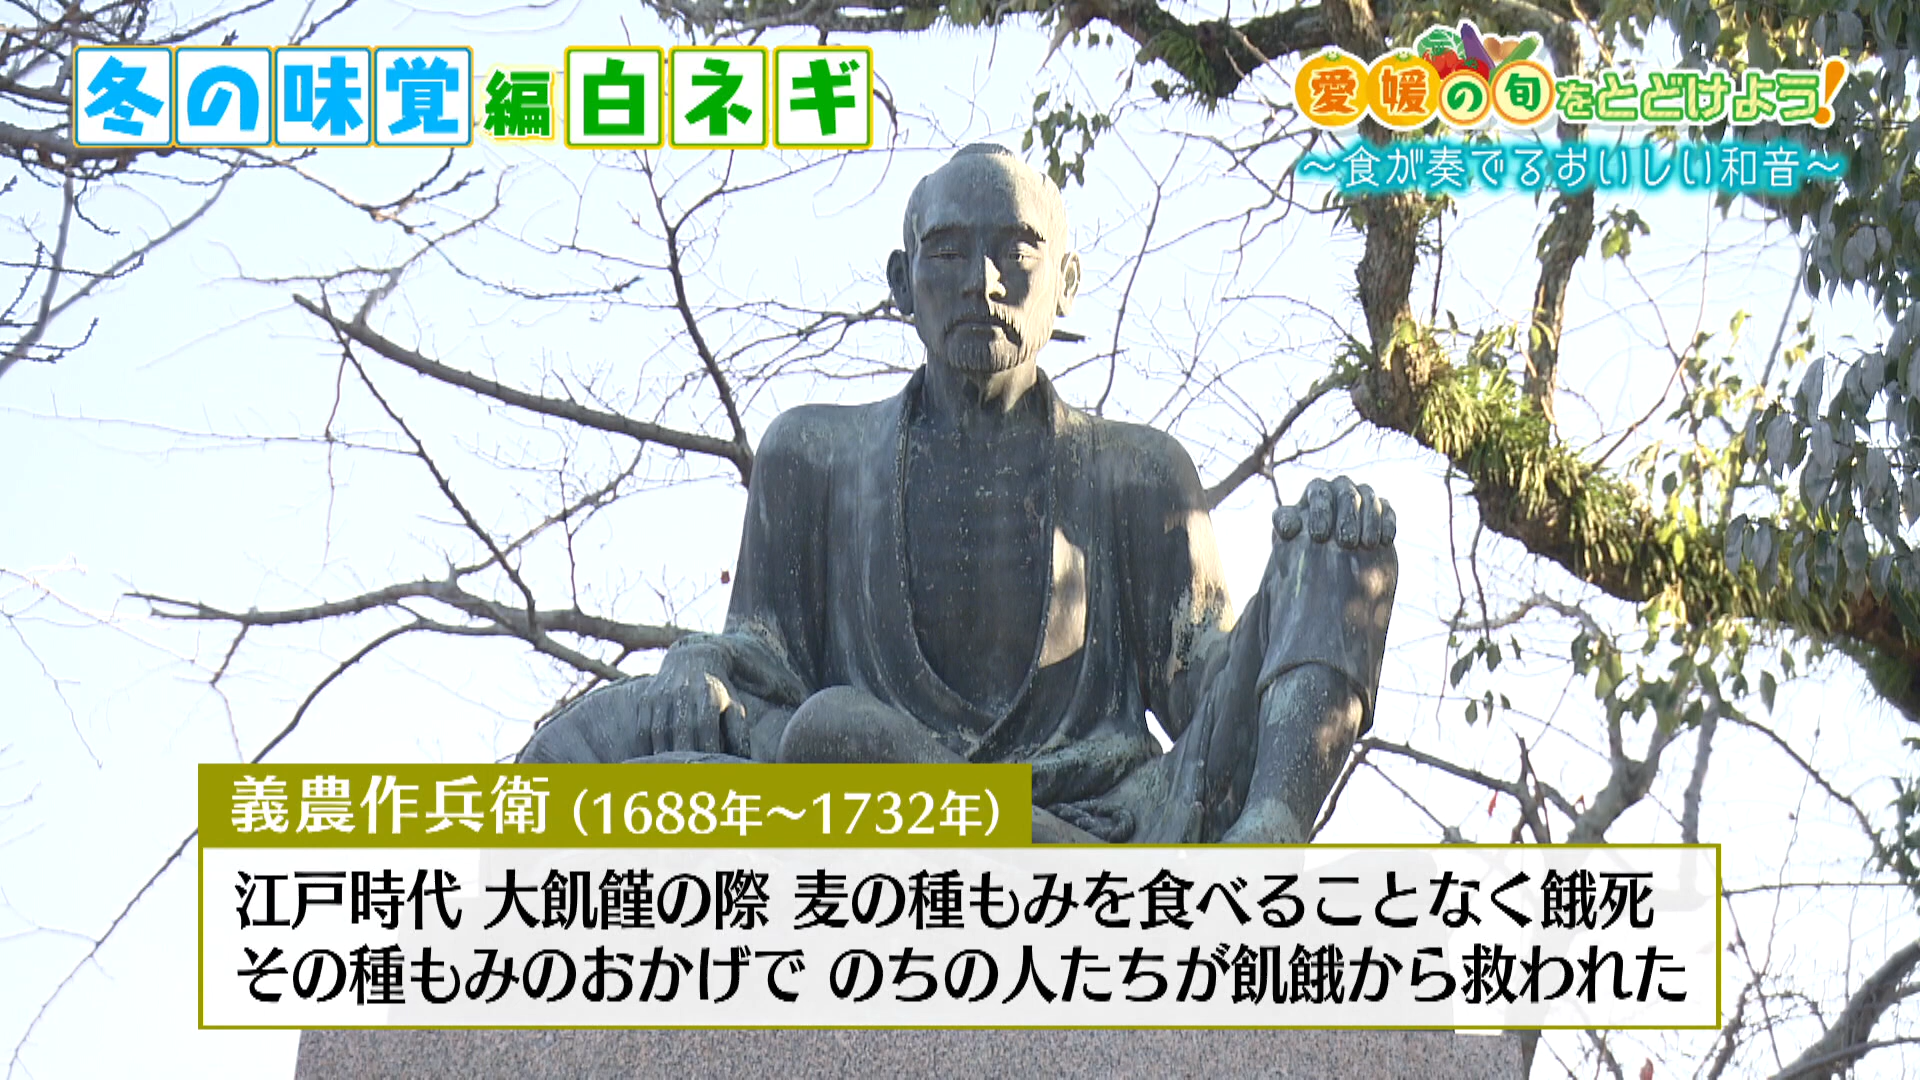 冬の味覚編 白ネギ
愛媛の旬をとどけよう!
～食が奏でるおいしい和音～
義農作兵衛（1688年～1732年）
江戸時代 大飢饉の際 麦の種もみを食べることなく餓死
その種もみのおかげで のちの人たちが飢餓から救われた